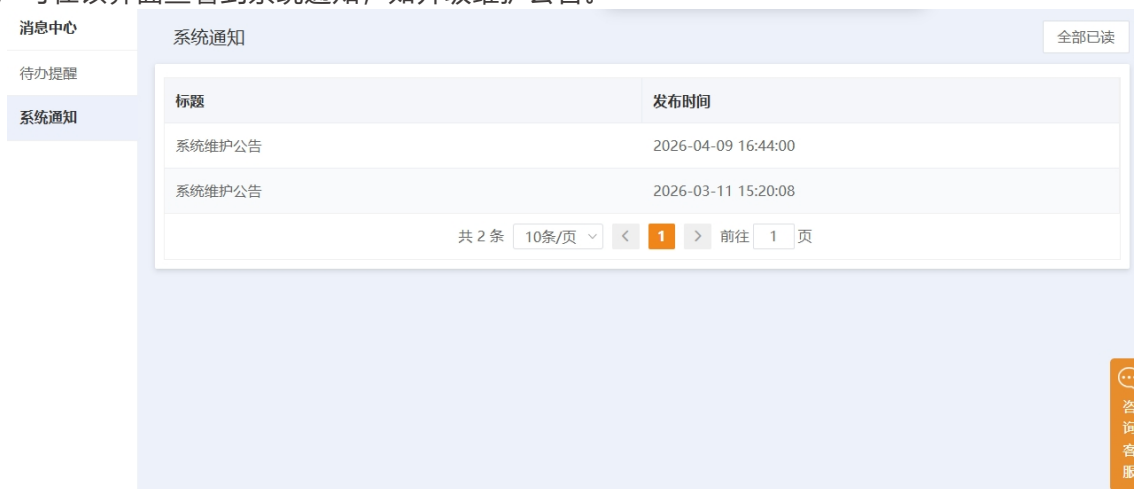 消息中心
系统通知
全部已读
待办提醒
系统通知
标题 发布时间
系统维护公告 2026-04-09 16:44:00
系统维护公告 2026-03-11 15:20:08
共 2 条 10条/页 < 1 > 前往 1 页
咨询客服